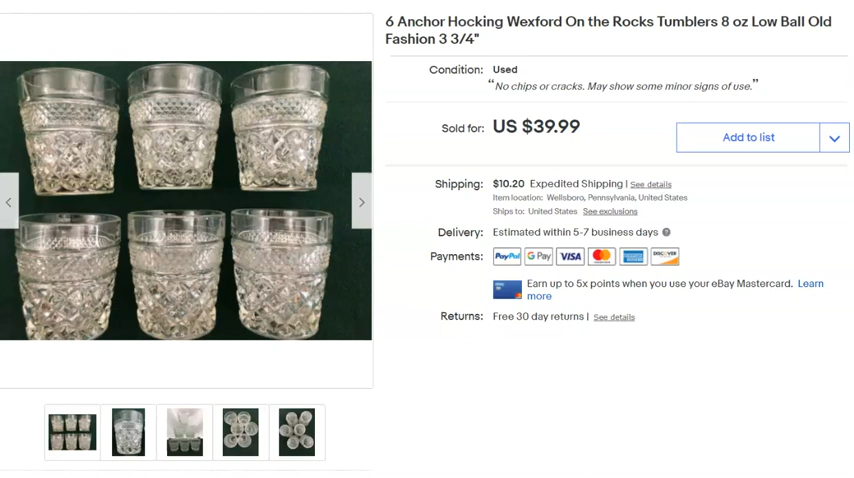 6 Anchor Hocking Wexford On the Rocks Tumblers 8 oz Low Ball Old
Fashion 3 3/4"
Condition: Used
“No chips or cracks. May show some minor signs of use.”
Sold for: US $39.99
Add to list
Shipping: $10.20 Expedited Shipping | See details
Item location: Wellsboro, Pennsylvania, United States
Ships to: United States See exclusions
Delivery: Estimated within 5-7 business days ?
Payments: PayPal G Pay VISA MasterCard AMERICAN EXPRESS DISCOVER
Earn up to 5x points when you use your eBay Mastercard. Learn
more
Returns: Free 30 day returns | See details